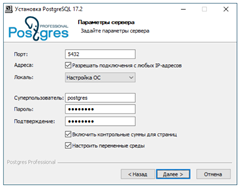 Установка PostgreSQL 17.2
PROFESSIONAL
Postgres
Параметры сервера
Задайте параметры сервера
Порт:
5432
Адреса:
Разрешать подключения с любых IP-адресов
Локаль:
Настройка ОС
Суперпользователь:
postgres
Пароль:
••••••••
Подтверждение:
••••••••
Включить контрольные суммы для страниц
Настроить переменные среды
Postgres Professional
< Назад
Далее >
Отмена